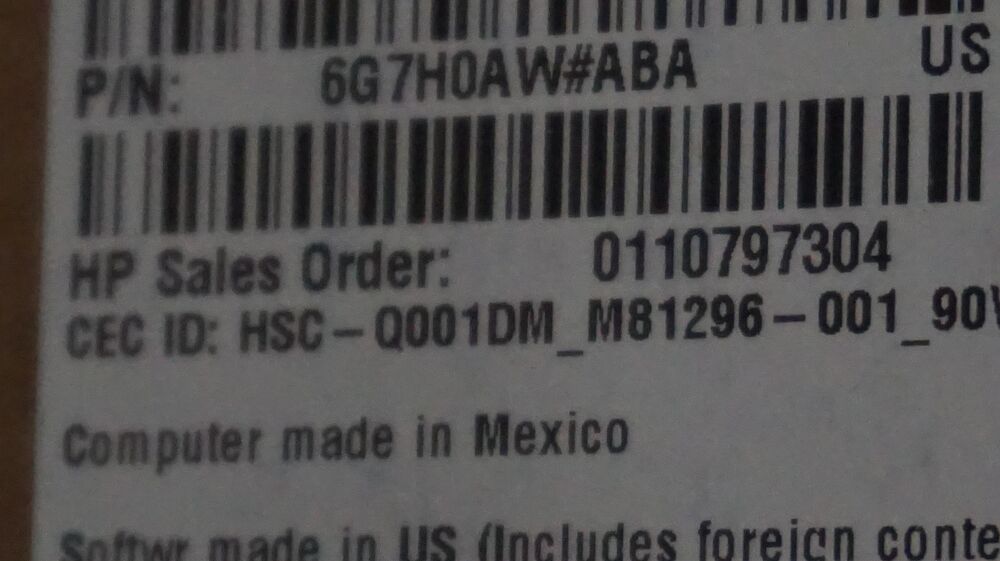 P/N: 6G7H0AW#ABA US
HP Sales Order: 0110797304
CEC ID: HSC-Q001DM_M81296-001_90
Computer made in Mexico
Softwr made in US (Includes foreign conte